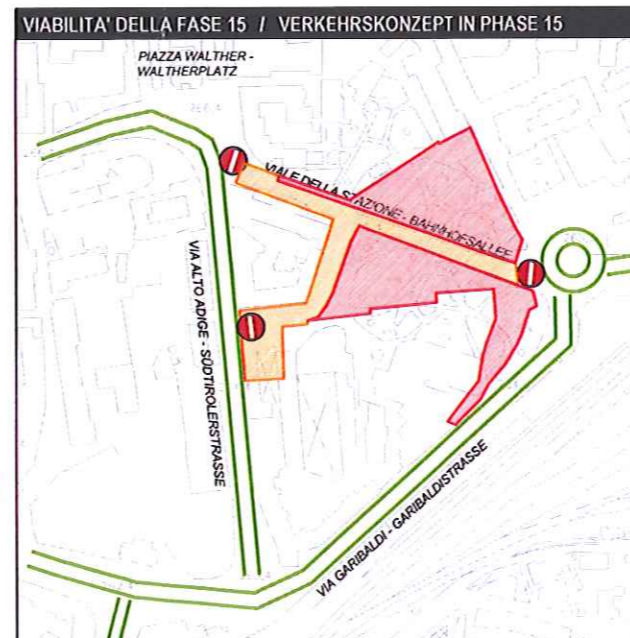 VIABILITA' DELLA FASE 15 / VERKEHRSKONZEPT IN PHASE 15
PIAZZA WALTHER -
WALTHERPLATZ
VIALE DELLA STAZIONE - BAHNHOFSALLEE
VIA ALTO ADIGE - SÜDTIROLERSTRASSE
VIA GARIBALDI - GARIBALDISTRASSE